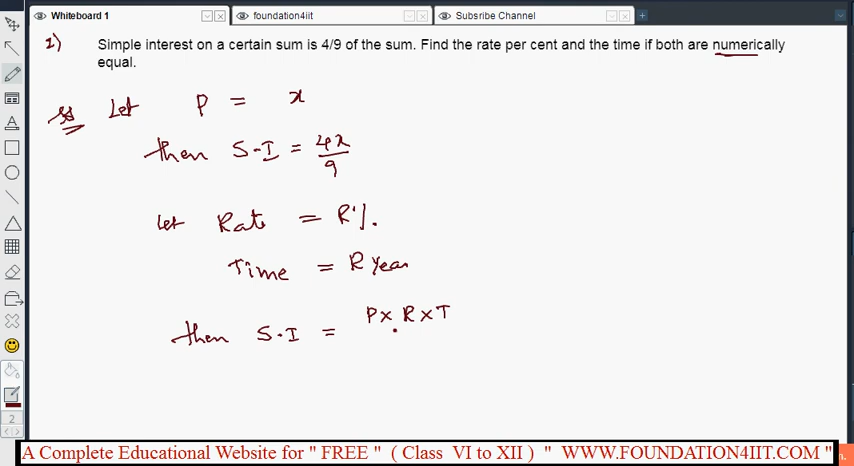 Whiteboard 1
foundation4iit
Subsribe Channel
1) Simple interest on a certain sum is 4/9 of the sum. Find the rate per cent and the time if both are numerically
equal.
Let P = x
then S.I = 4x/9
Let Rate = R%.
Time = R Year
then S.I = P x R x T
2
A Complete Educational Website for " FREE " ( Class VI to XII ) " WWW.FOUNDATION4IIT.COM "